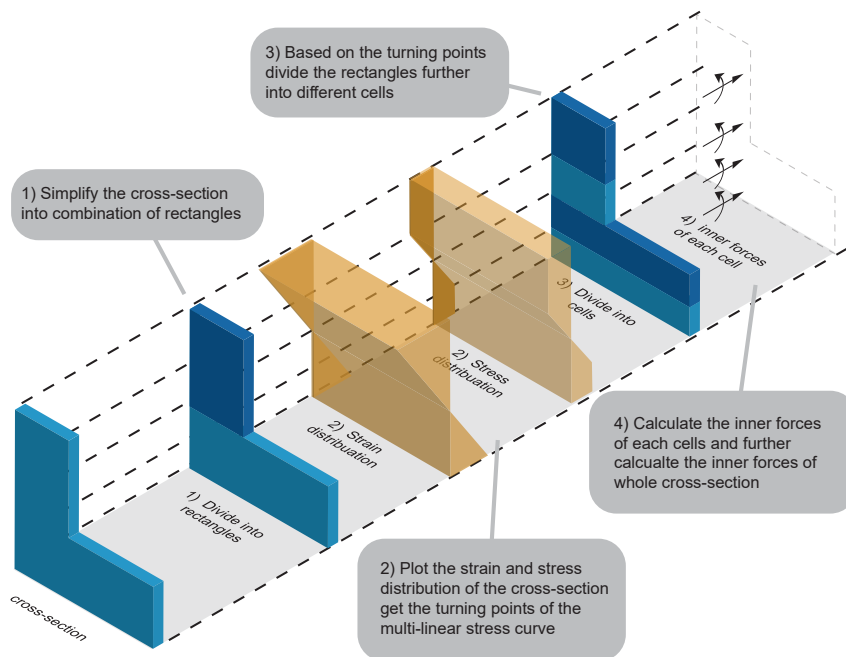 3) Based on the turning points
divide the rectangles further
into different cells
1) Simplify the cross-section
into combination of rectangles
4) inner forces
of each cell
3) Divide into
cells
2) Stress
distribuation
2) Strain
distribuation
1) Divide into
rectangles
cross-section
4) Calculate the inner forces
of each cells and further
calcualte the inner forces of
whole cross-section
2) Plot the strain and stress
distribution of the cross-section
get the turning points of the
multi-linear stress curve